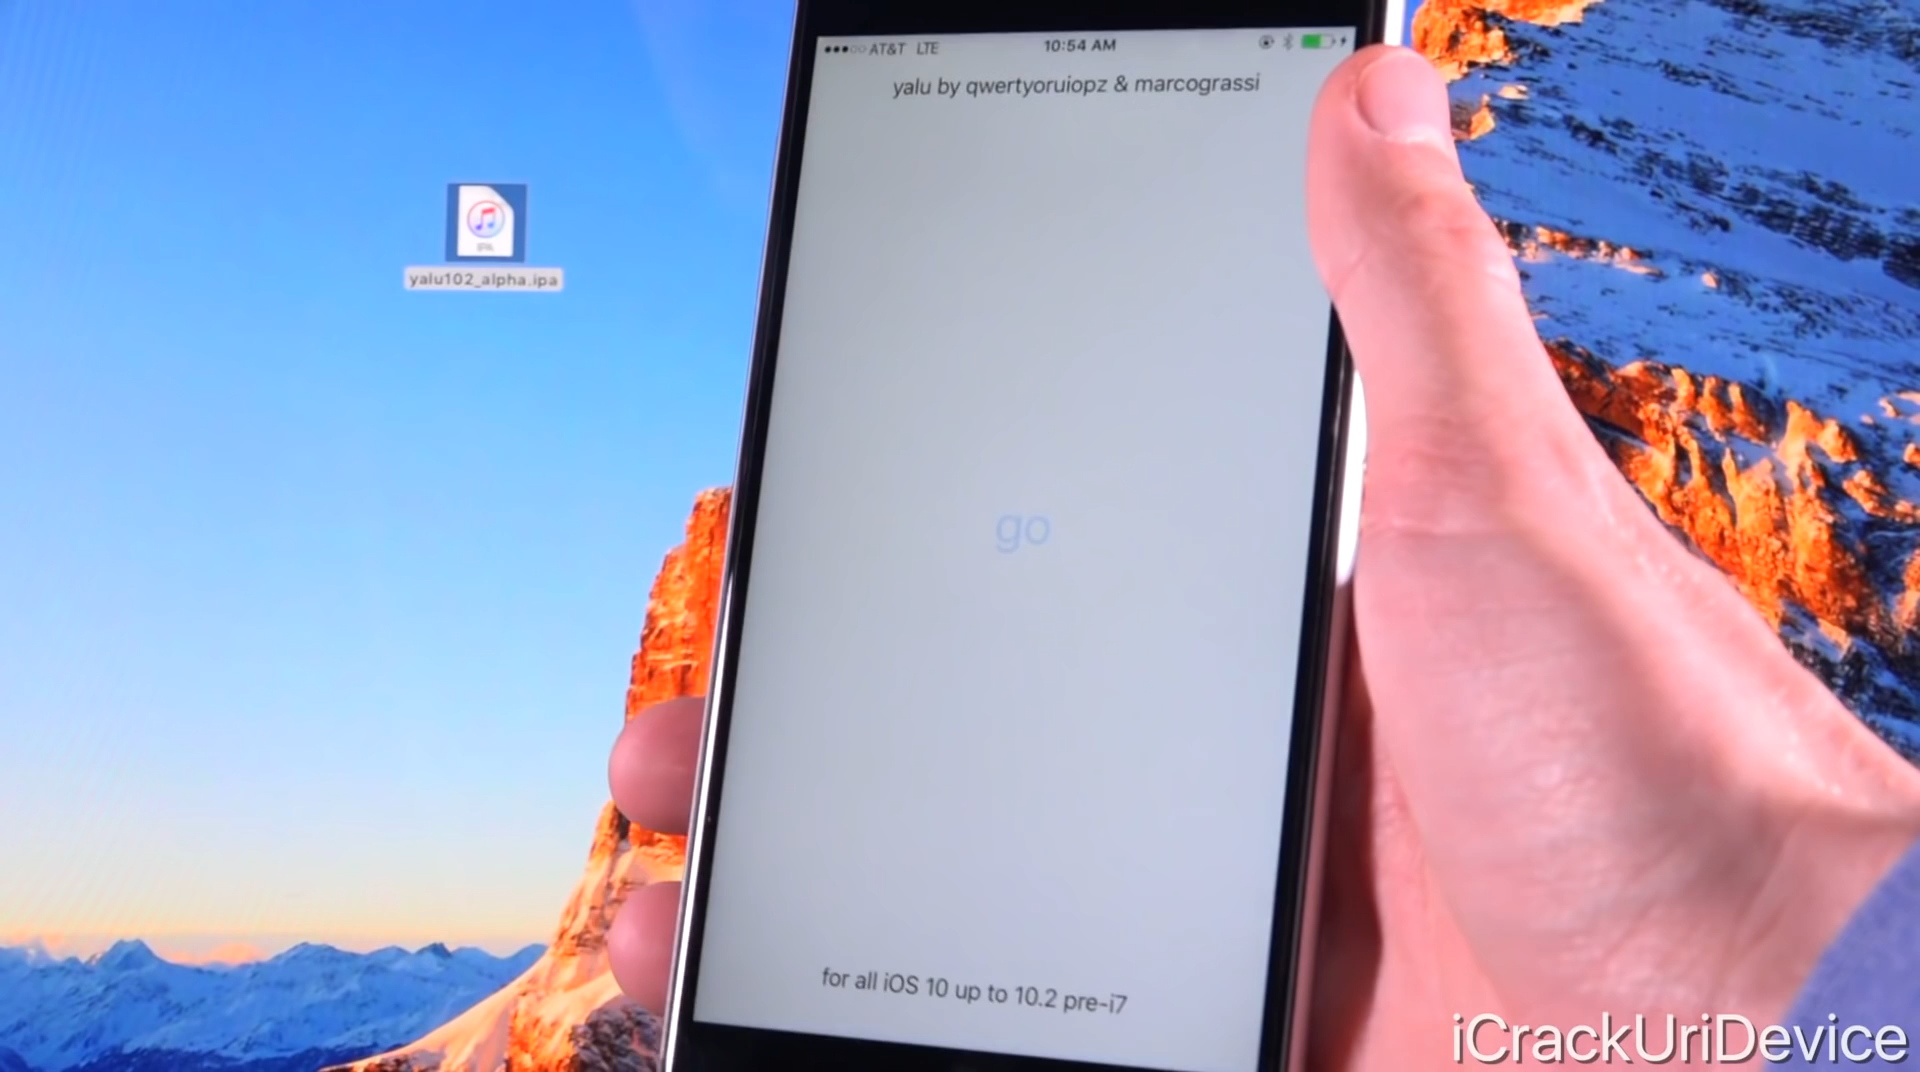 AT&T LTE 10:54 AM
yalu by qwertyoruiopz & marcograssi
IPA
yalu102_alpha.ipa
go
for all iOS 10 up to 10.2 pre-i7
iCrackUriDevice